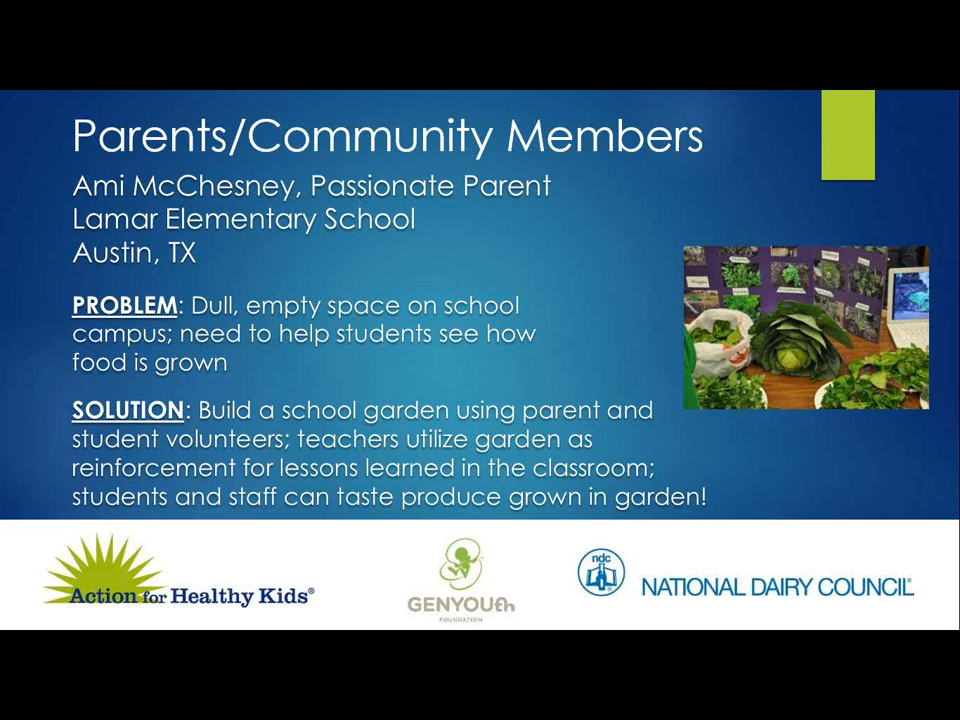 Parents/Community Members
Ami McChesney, Passionate Parent
Lamar Elementary School
Austin, TX
PROBLEM: Dull, empty space on school
campus; need to help students see how
food is grown
SOLUTION: Build a school garden using parent and
student volunteers; teachers utilize garden as
reinforcement for lessons learned in the classroom;
students and staff can taste produce grown in garden!
Action for Healthy Kids®
GENYOUth
FOUNDATION
ndc
NATIONAL DAIRY COUNCIL®